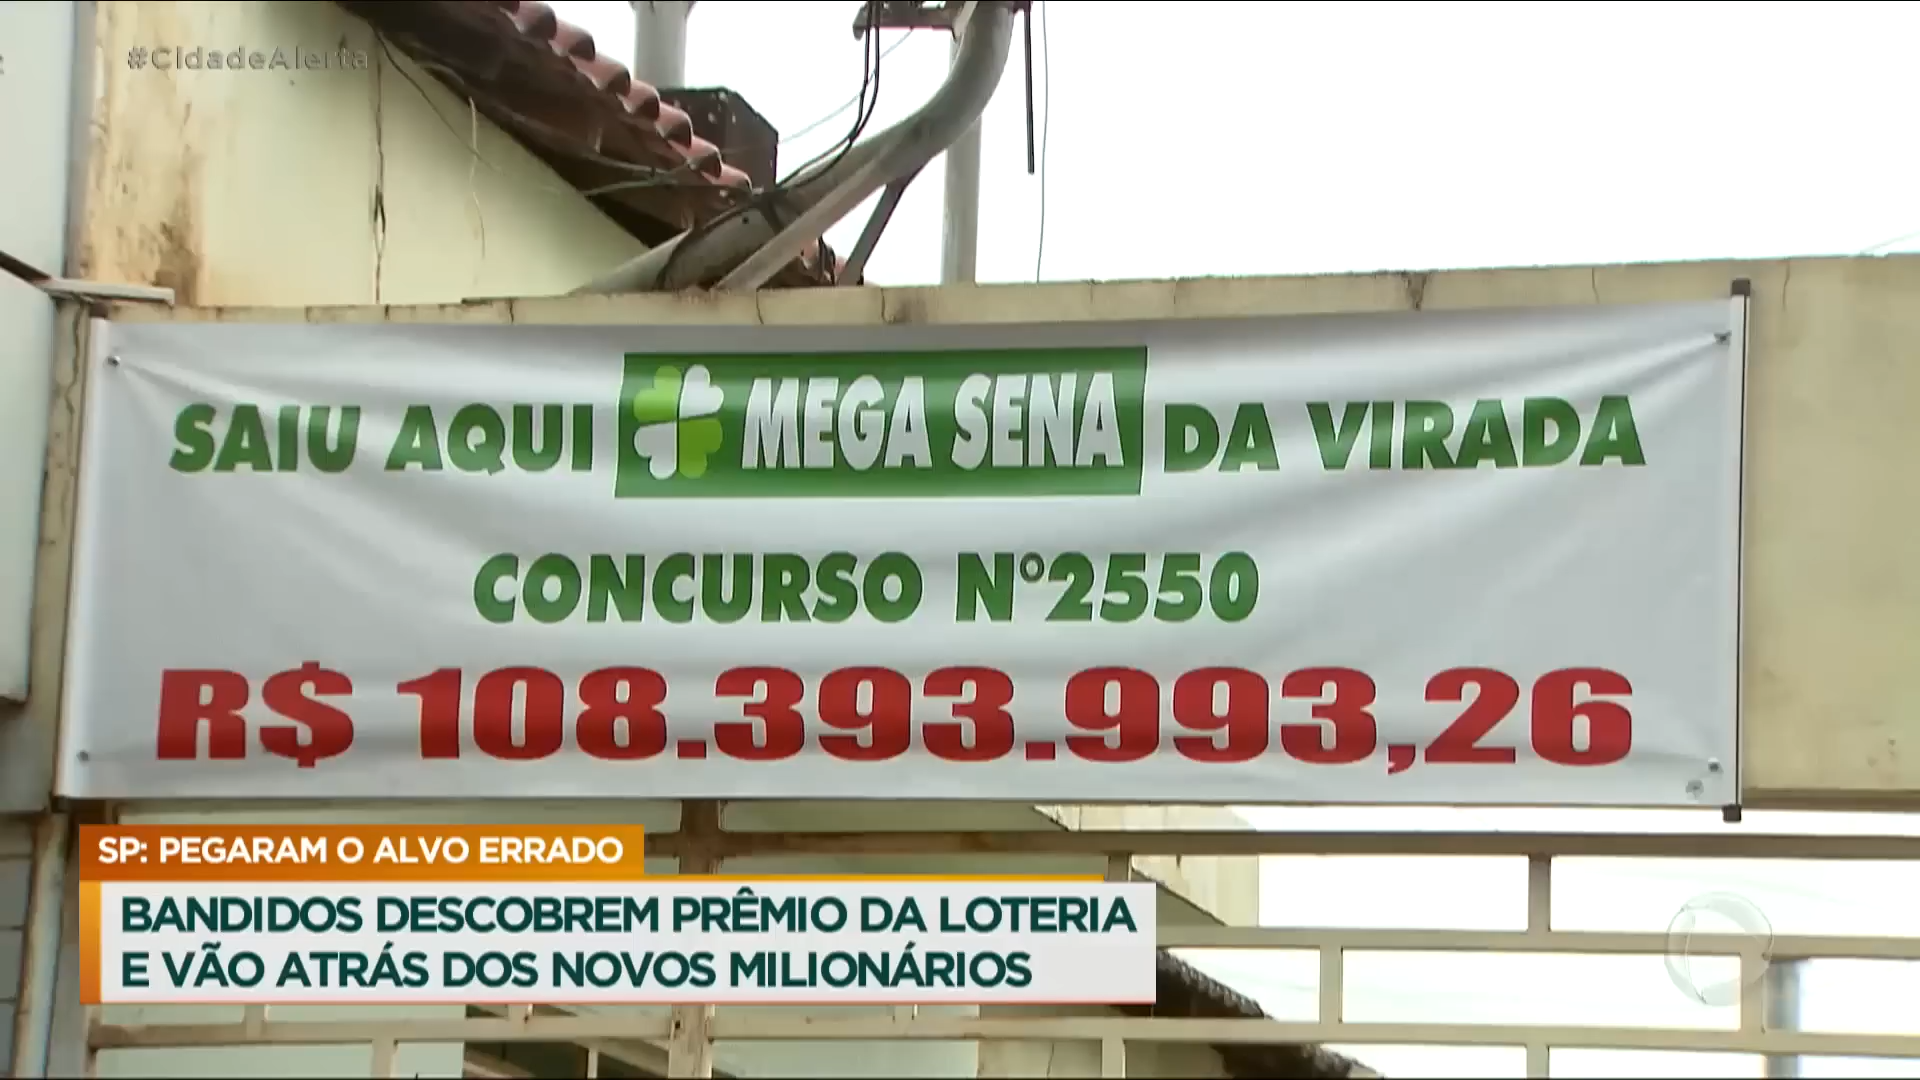 #CidadeAlerta
SAIU AQUI MEGA SENA DA VIRADA
CONCURSO Nº2550
R$ 108.393.993,26
SP: PEGARAM O ALVO ERRADO
BANDIDOS DESCOBREM PRÊMIO DA LOTERIA
E VÃO ATRÁS DOS NOVOS MILIONÁRIOS